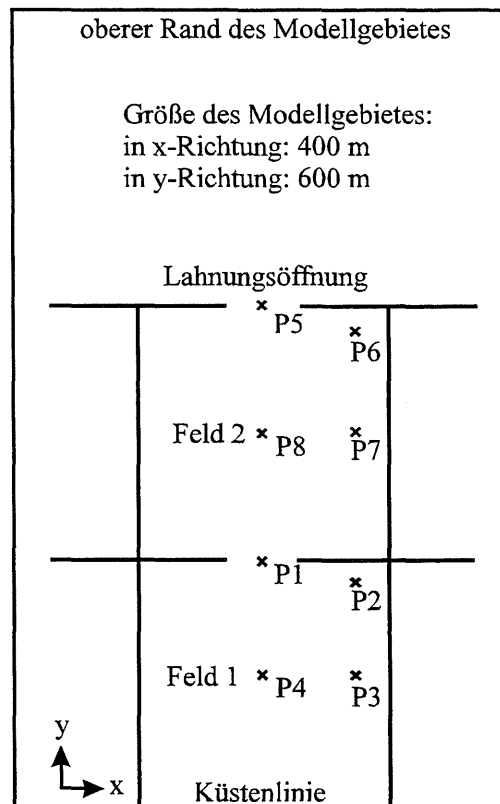 oberer Rand des Modellgebietes
Größe des Modellgebietes:
in x-Richtung: 400 m
in y-Richtung: 600 m
Lahnungsöffnung
P5
P6
Feld 2
P8
P7
P1
P2
Feld 1
P4
P3
y
x
Küstenlinie